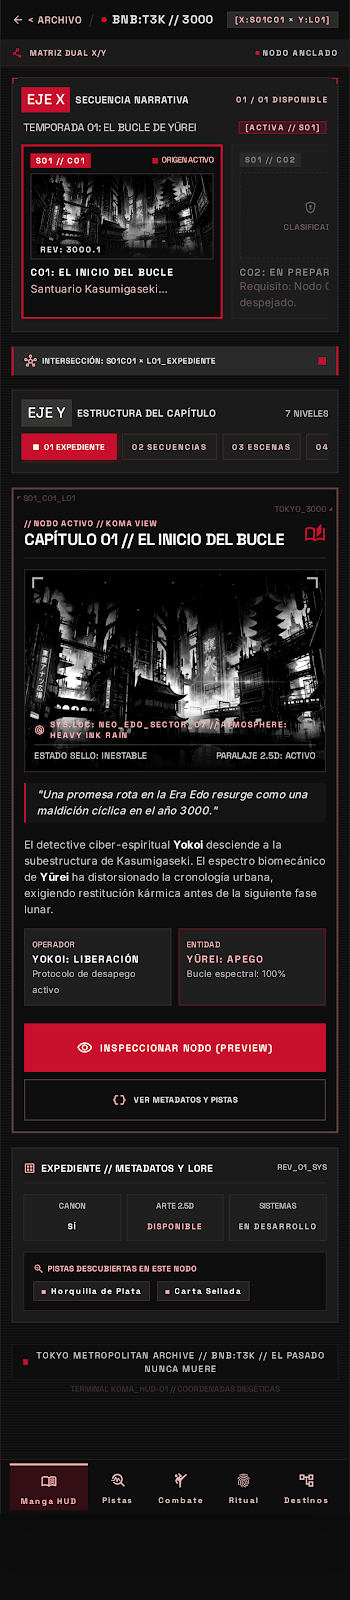 < ARCHIVO / BNB:T3K // 3000 [X:S01C01 × Y:L01]
MATRIZ DUAL X/Y NODO ANCLADO
EJE X SECUENCIA NARRATIVA 01 / 01 DISPONIBLE
TEMPORADA 01: EL BUCLE DE YŪREI [ACTIVA // S01]
S01 // C01 ORIGEN ACTIVO
REV: 3000.1
C01: EL INICIO DEL BUCLE
Santuario Kasumigaseki...
S01 // C02
CLASIFICAD
C02: EN PREPAR
Requisito: Nodo C
despejado.
INTERSECCIÓN: S01C01 × L01_EXPEDIENTE
EJE Y ESTRUCTURA DEL CAPÍTULO 7 NIVELES
01 EXPEDIENTE 02 SECUENCIAS 03 ESCENAS 04
S01_C01_L01
TOKYO_3000
// NODO ACTIVO // KOMA VIEW
CAPÍTULO 01 // EL INICIO DEL BUCLE
SYS.LOC: NEO_EDO_SECTOR_07 // ATMOSPHERE:
HEAVY INK RAIN
ESTADO SELLO: INESTABLE PARALAJE 2.5D: ACTIVO
"Una promesa rota en la Era Edo resurge como una
maldición cíclica en el año 3000."
El detective ciber-espiritual Yokoi desciende a la
subestructura de Kasumigaseki. El espectro biomecánico
de Yūrei ha distorsionado la cronología urbana,
exigiendo restitución kármica antes de la siguiente fase
lunar.
OPERADOR
YOKOI: LIBERACIÓN
Protocolo de desapego
activo
ENTIDAD
YŪREI: APEGO
Bucle espectral: 100%
INSPECCIONAR NODO (PREVIEW)
VER METADATOS Y PISTAS
EXPEDIENTE // METADATOS Y LORE REV_01_SYS
CANON
SÍ
ARTE 2.5D
DISPONIBLE
SISTEMAS
EN DESARROLLO
PISTAS DESCUBIERTAS EN ESTE NODO
Horquilla de Plata Carta Sellada
TOKYO METROPOLITAN ARCHIVE // BNB:T3K // EL PASADO
NUNCA MUERE
TERMINAL KOMA_HUD-01 // COORDENADAS DIEGÉTICAS
Manga HUD Pistas Combate Ritual Destinos